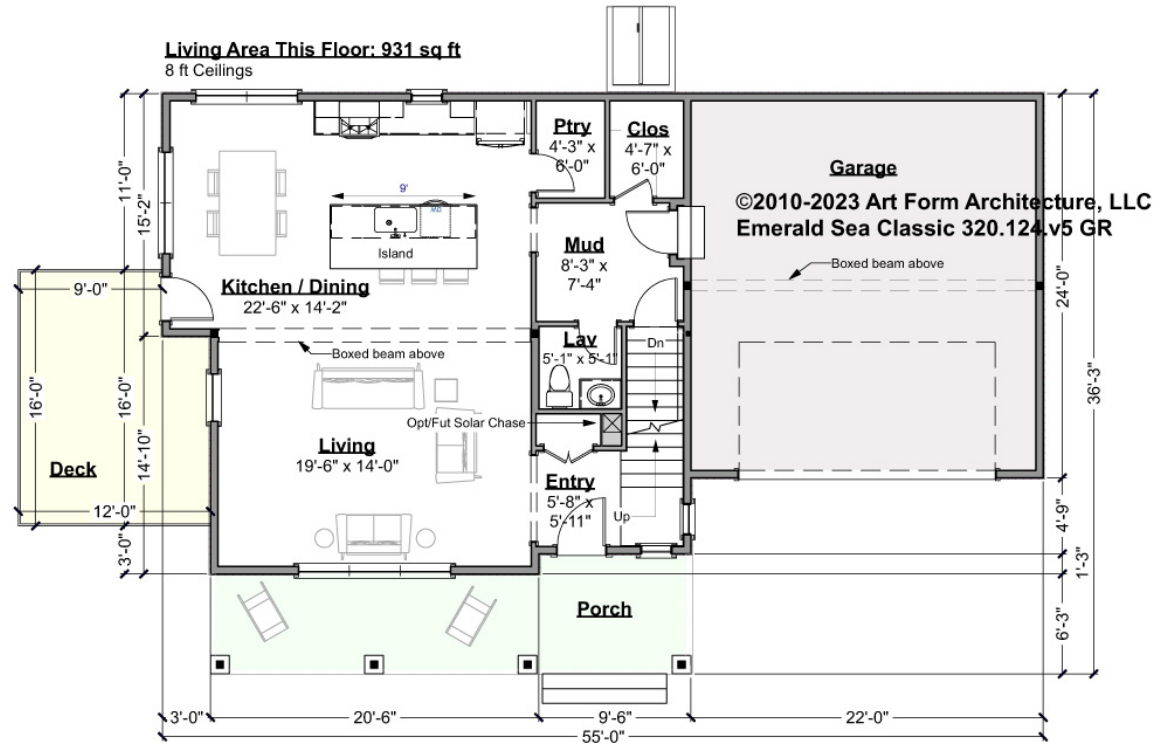 Living Area This Floor: 931 sq ft
8 ft Ceilings
Ptry
4'-3" x
6'-0"
Clos
4'-7" x
6'-0"
Garage
©2010-2023 Art Form Architecture, LLC
Emerald Sea Classic 320.124.v5 GR
11'-0"
15'-2"
9'
Island
Mud
8'-3" x
7'-4"
Boxed beam above
24'-0"
9'-0"
Kitchen / Dining
22'-6" x 14'-2"
Boxed beam above
Lav
5'-1" x 5'-1"
Dn
36'-3"
16'-0"
16'-0"
14'-10"
Opt/Fut Solar Chase
Living
19'-6" x 14'-0"
Deck
12'-0"
Entry
5'-8" x
5'-11"
Up
4'-9"
3'-0"
1'-3"
Porch
6'-3"
3'-0"
20'-6"
9'-6"
22'-0"
55'-0"